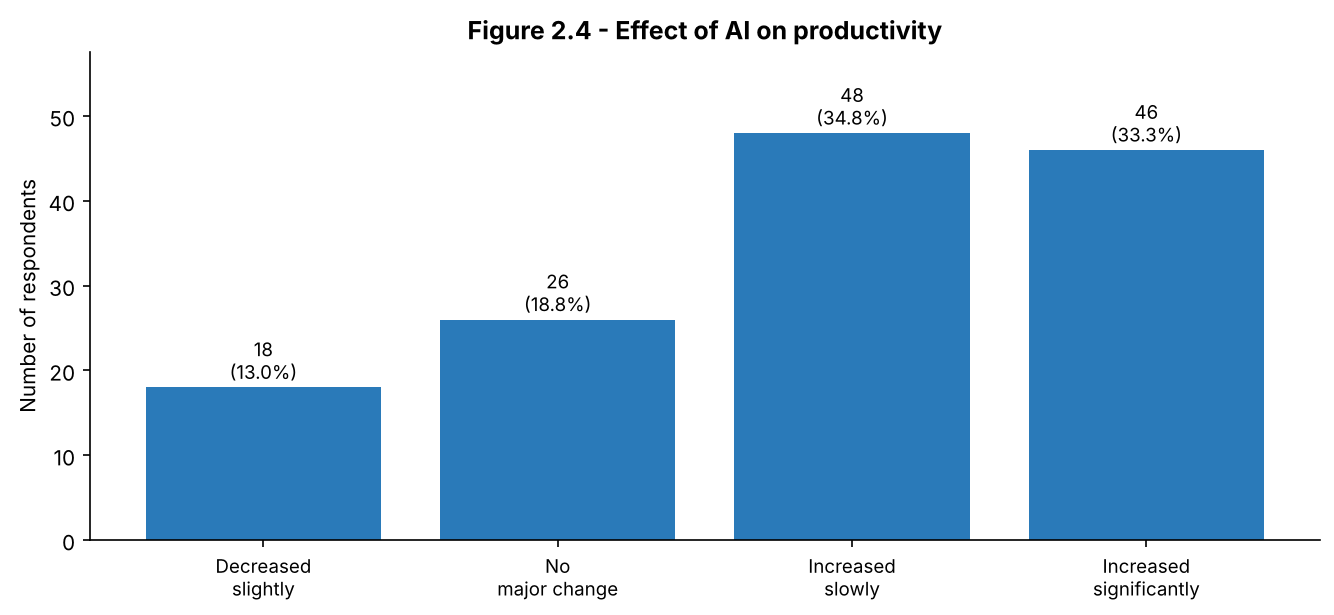 Figure 2.4 - Effect of AI on productivity
Number of respondents
50
40
30
20
10
0
18
(13.0%)
26
(18.8%)
48
(34.8%)
46
(33.3%)
Decreased
slightly
No
major change
Increased
slowly
Increased
significantly